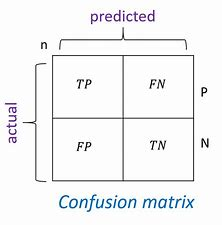 predicted
n
TP FN P
actual
FP TN N
Confusion matrix